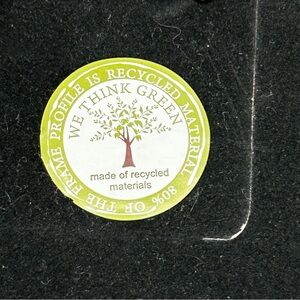 80% OF THE FRAME PROFILE IS RECYCLED MATERIAL
WE THINK GREEN
made of recycled
materials